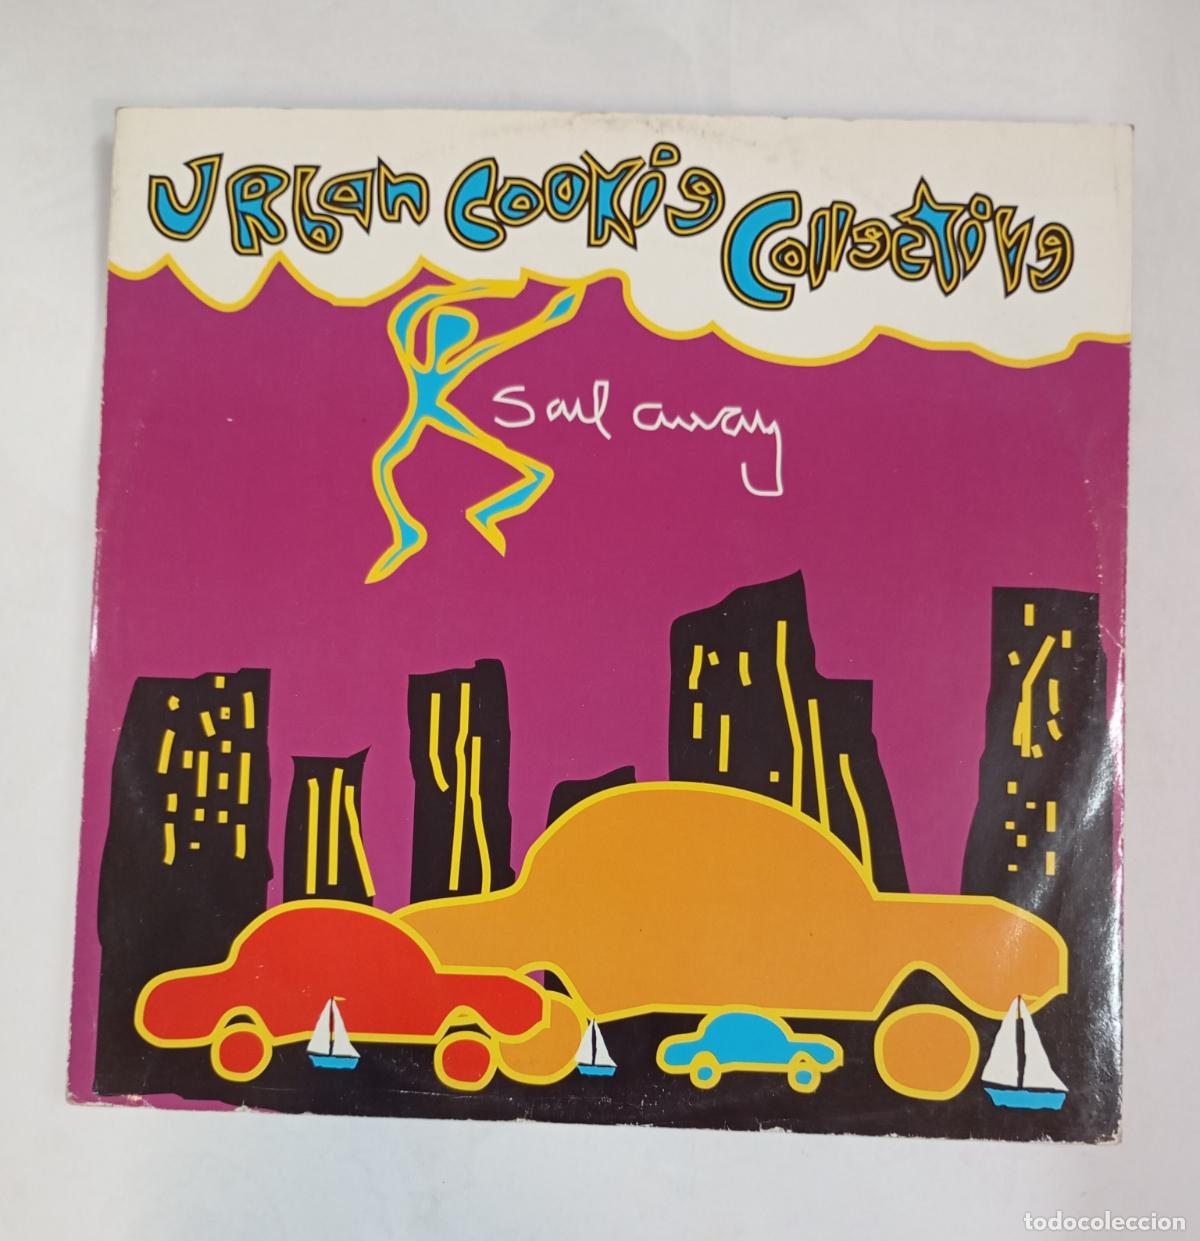 URban Cookie Collective
Sail away
todocoleccion